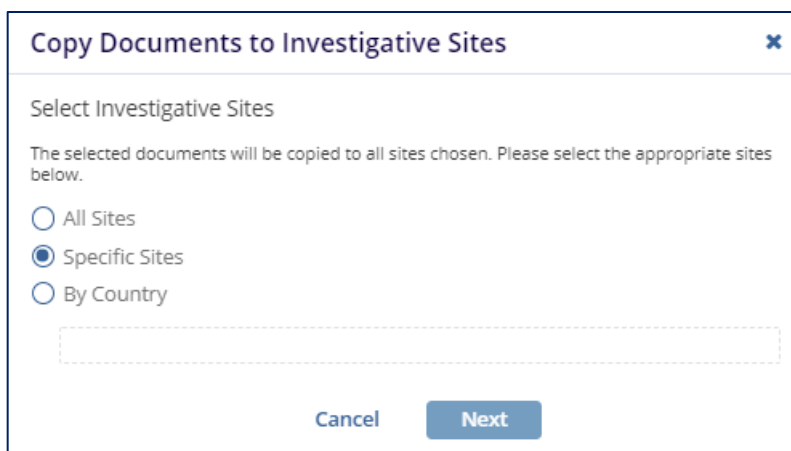 Copy Documents to Investigative Sites
Select Investigative Sites
The selected documents will be copied to all sites chosen. Please select the appropriate sites
below.
All Sites
Specific Sites
By Country
Cancel Next